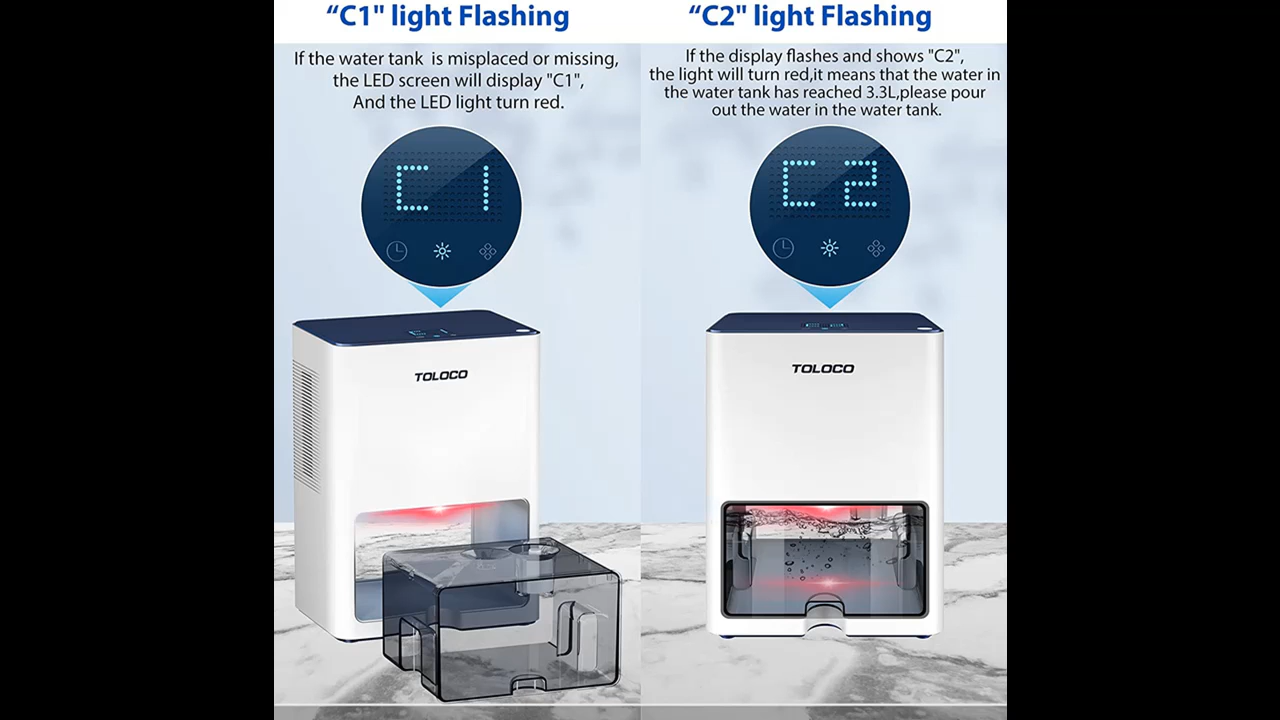 “C1" light Flashing
If the water tank is misplaced or missing,
the LED screen will display "C1",
And the LED light turn red.
C1
TOLOCO
“C2" light Flashing
If the display flashes and shows "C2",
the light will turn red,it means that the water in
the water tank has reached 3.3L,please pour
out the water in the water tank.
C2
TOLOCO